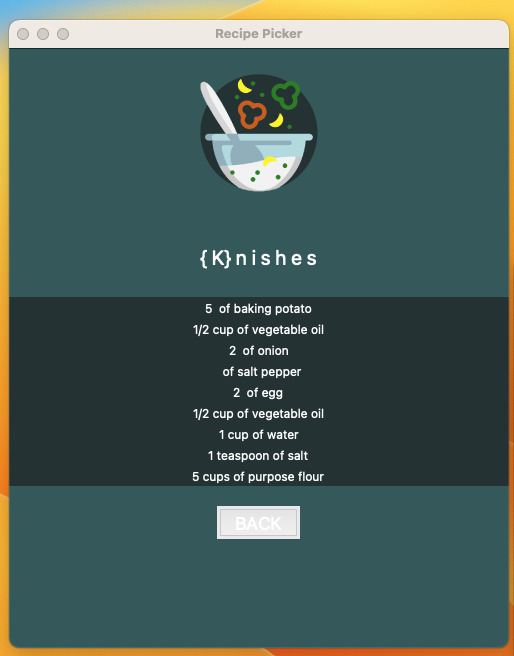 Recipe Picker
{K}nishes
5  of baking potato
1/2 cup of vegetable oil
2  of onion
of salt pepper
2  of egg
1/2 cup of vegetable oil
1 cup of water
1 teaspoon of salt
5 cups of purpose flour
BACK